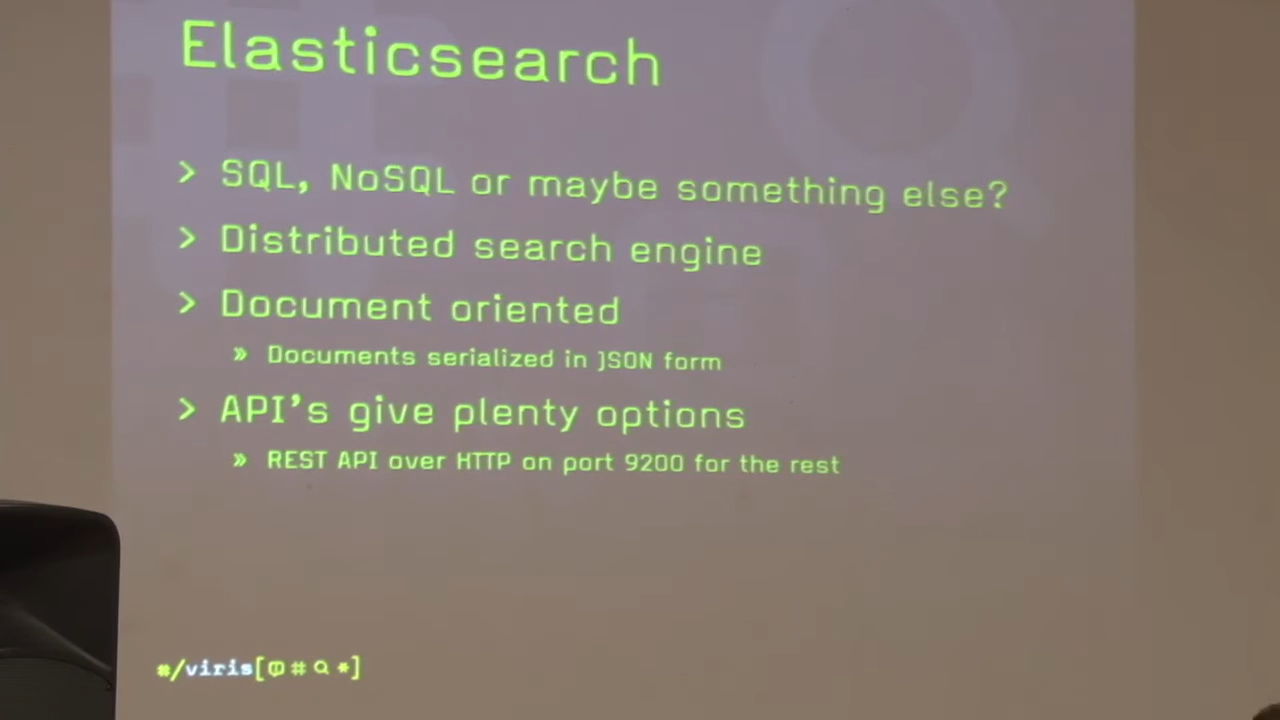 Elasticsearch
> SQL, NoSQL or maybe something else?
> Distributed search engine
> Document oriented
» Documents serialized in JSON form
> API's give plenty options
» REST API over HTTP on port 9200 for the rest
#/viris[#*]